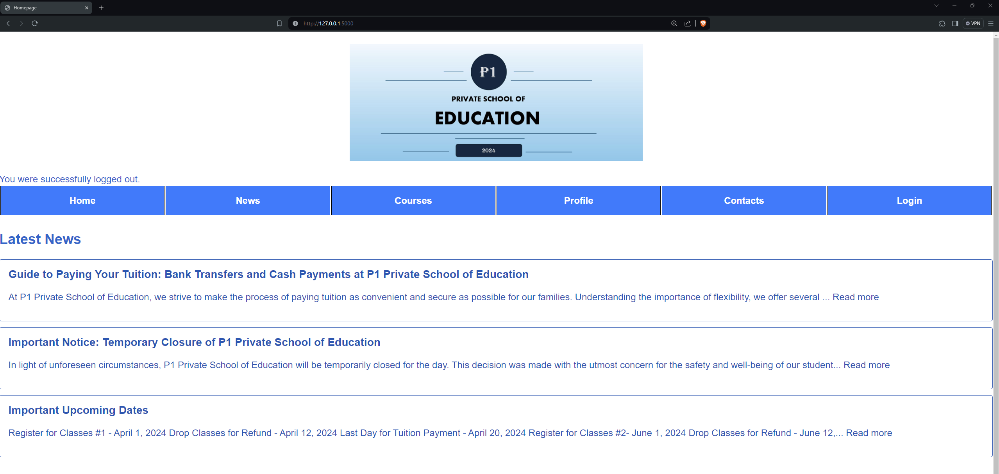 Homepage
http://127.0.0.1:5000
VPN
P1
PRIVATE SCHOOL OF
EDUCATION
2024
You were successfully logged out.
Home News Courses Profile Contacts Login
Latest News
Guide to Paying Your Tuition: Bank Transfers and Cash Payments at P1 Private School of Education
At P1 Private School of Education, we strive to make the process of paying tuition as convenient and secure as possible for our families. Understanding the importance of flexibility, we offer several ... Read more
Important Notice: Temporary Closure of P1 Private School of Education
In light of unforeseen circumstances, P1 Private School of Education will be temporarily closed for the day. This decision was made with the utmost concern for the safety and well-being of our student... Read more
Important Upcoming Dates
Register for Classes #1 - April 1, 2024 Drop Classes for Refund - April 12, 2024 Last Day for Tuition Payment - April 20, 2024 Register for Classes #2- June 1, 2024 Drop Classes for Refund - June 12,... Read more